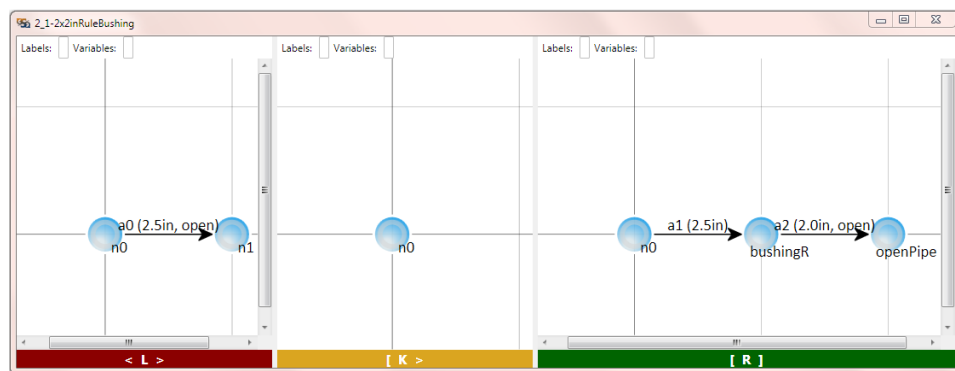 2_1-2x2inRuleBushing
Labels: Variables:
Labels: Variables:
Labels: Variables:
a0 (2.5in, open)
n0
n1
n0
a1 (2.5in)
a2 (2.0in, open)
n0
bushingR
openPipe
< L >
[ K >
[ R ]